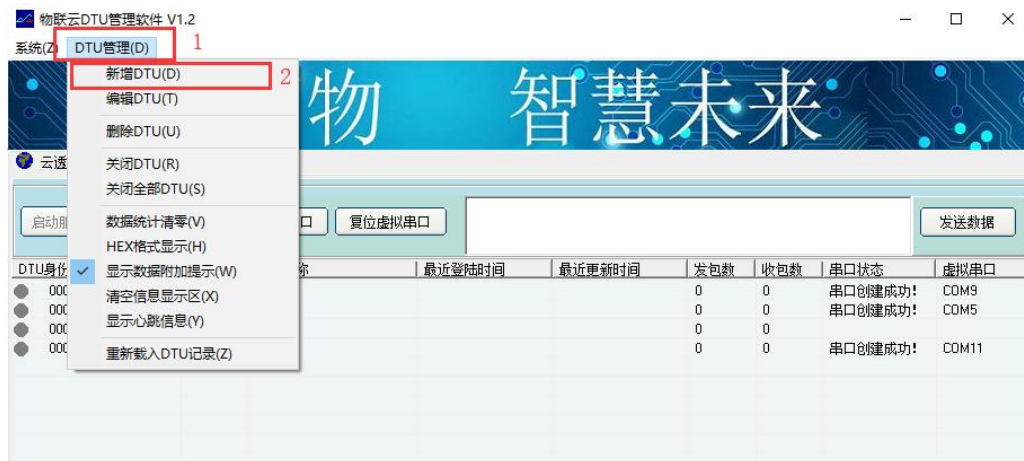 物联云DTU管理软件 V1.2
系统(Z) DTU管理(D) 1
新增DTU(D) 2
编辑DTU(T)
删除DTU(U)
关闭DTU(R)
关闭全部DTU(S)
数据统计清零(V)
HEX格式显示(H)
显示数据附加提示(W)
清空信息显示区(X)
显示心跳信息(Y)
重新载入DTU记录(Z)
物 智慧未来
云透
启动 口 复位虚拟串口 发送数据
DTU身份 称 最近登陆时间 最近更新时间 发包数 收包数 串口状态 虚拟串口
000 0 0 串口创建成功! COM9
000 0 0 串口创建成功! COM5
000 0 0
000 0 0 串口创建成功! COM11